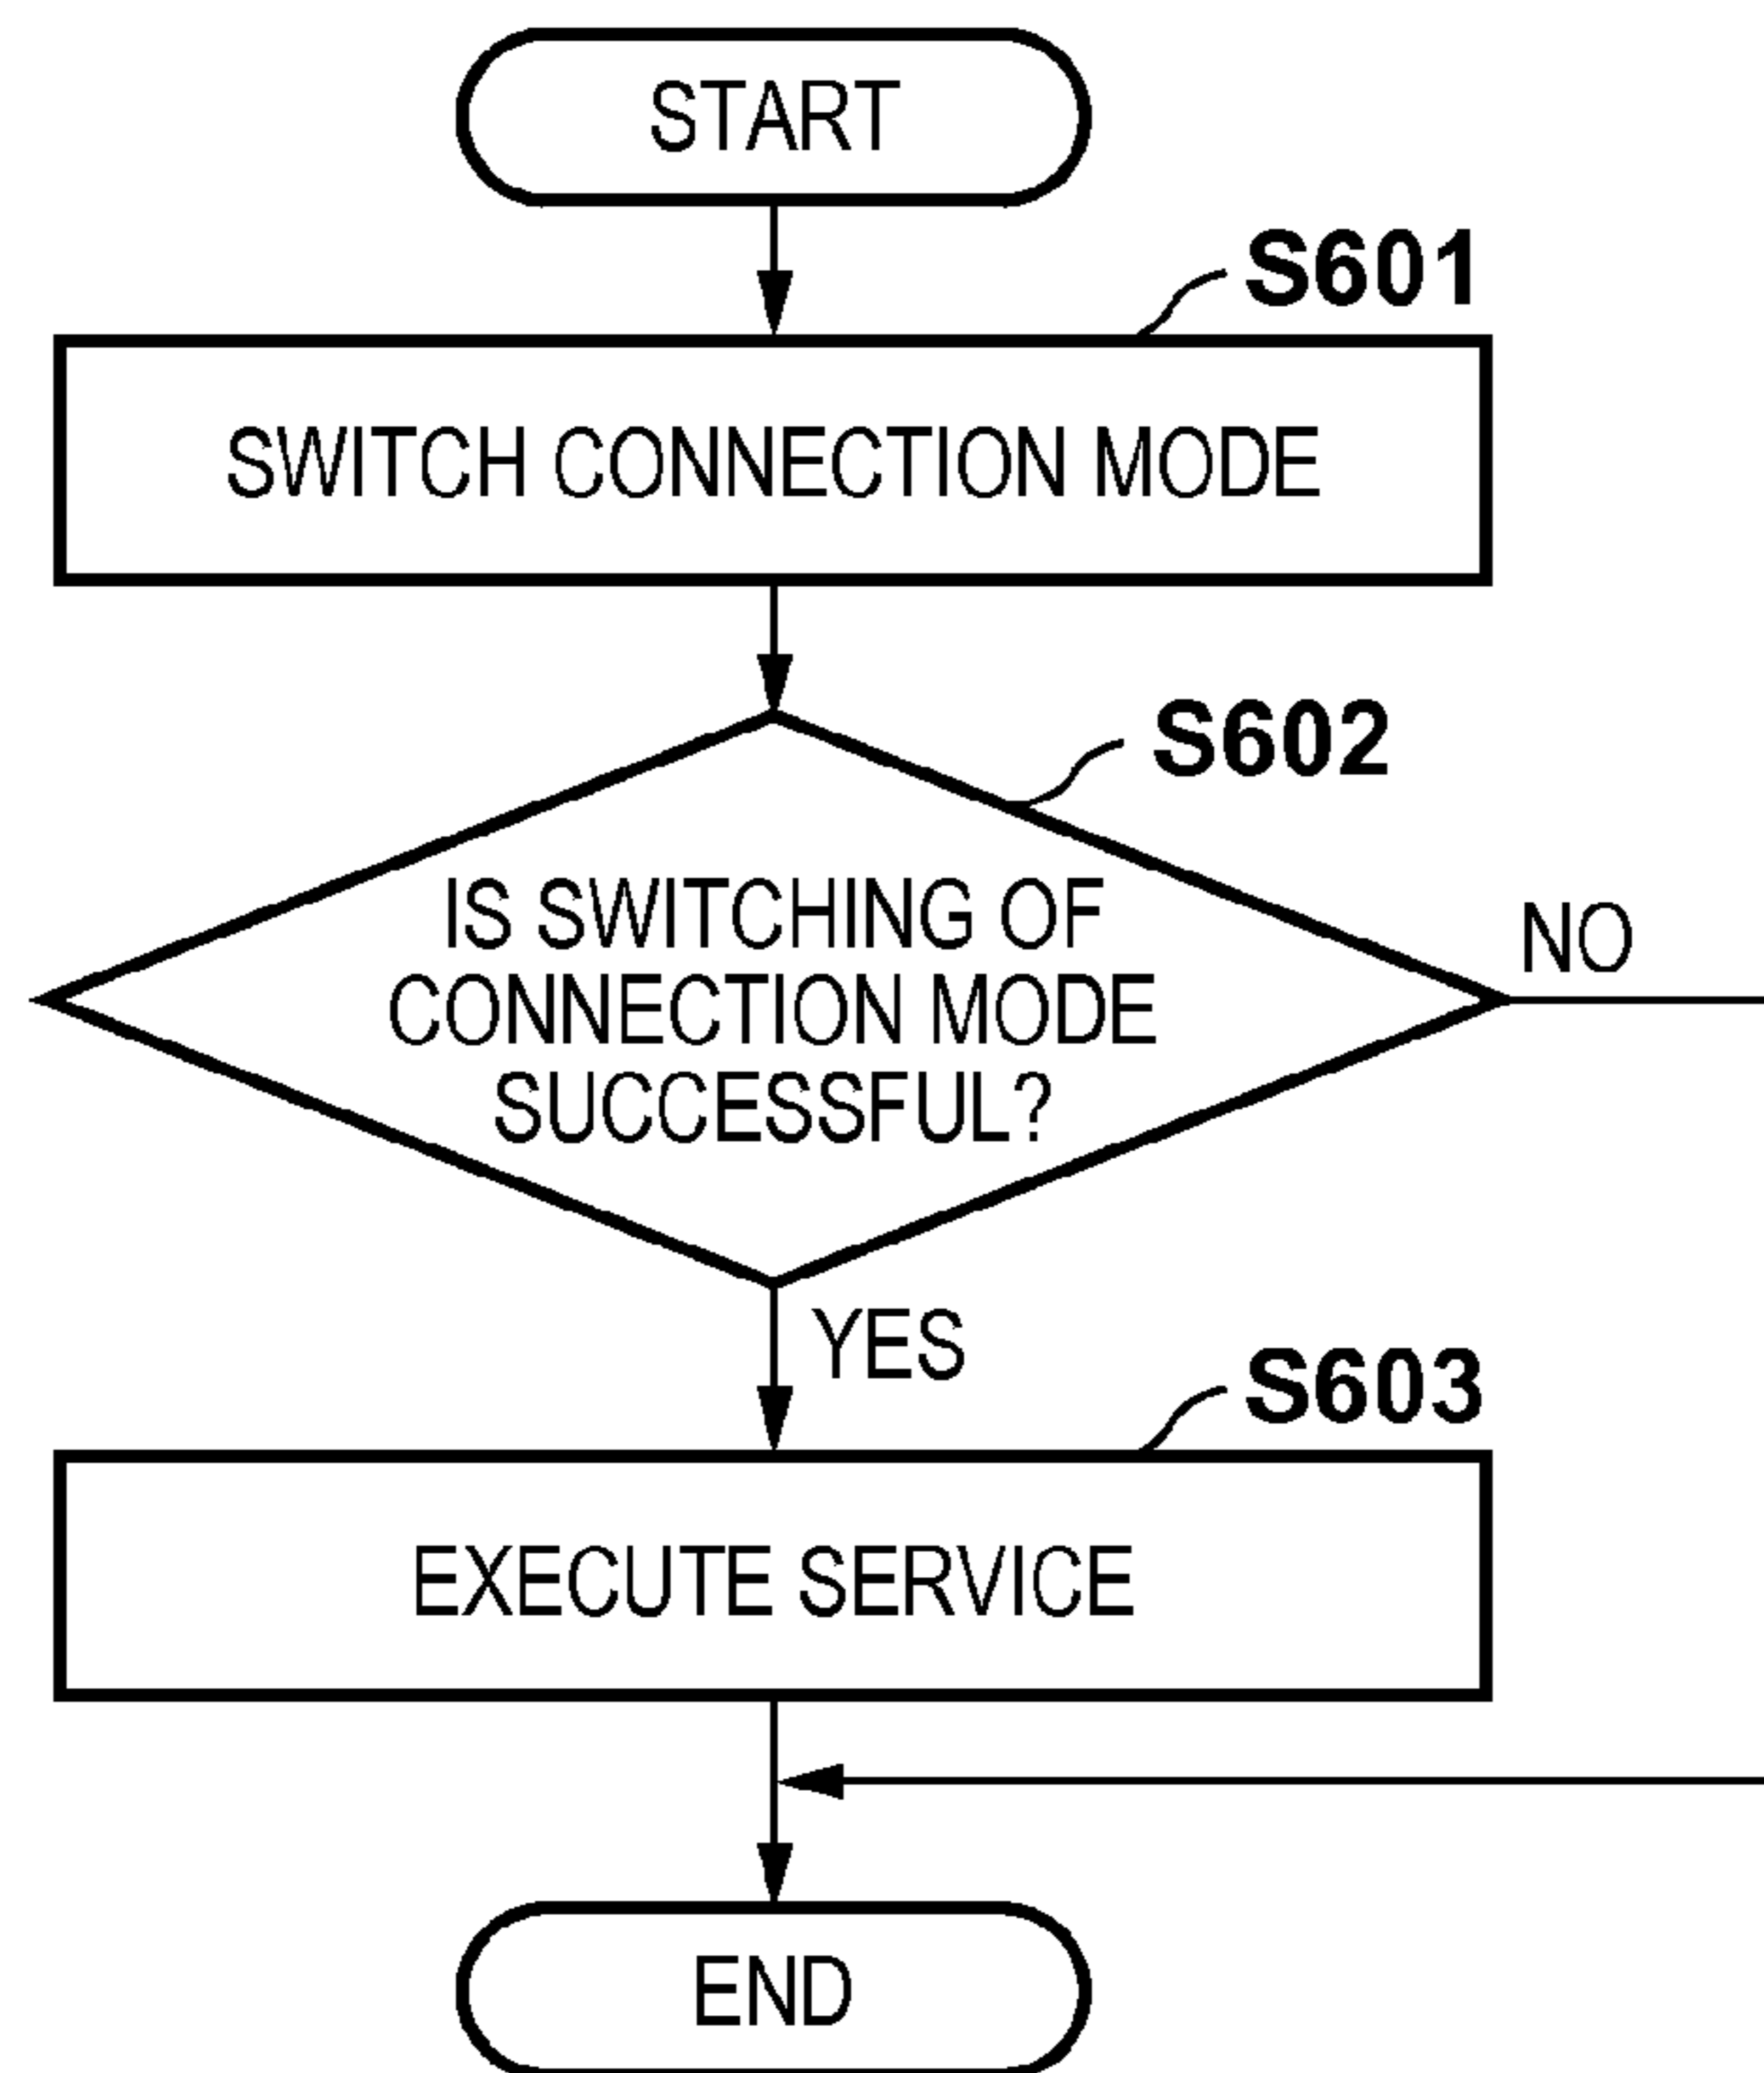 START
S601
SWITCH CONNECTION MODE
S602
IS SWITCHING OF
CONNECTION MODE
SUCCESSFUL?
NO
YES
S603
EXECUTE SERVICE
END